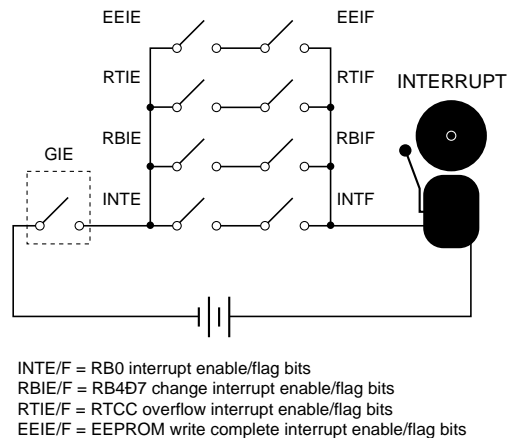 EEIE EEIF
RTIE RTIF
INTERRUPT
RBIE RBIF
GIE
INTE INTF
INTE/F = RB0 interrupt enable/flag bits
RBIE/F = RB4Ð7 change interrupt enable/flag bits
RTIE/F = RTCC overflow interrupt enable/flag bits
EEIE/F = EEPROM write complete interrupt enable/flag bits